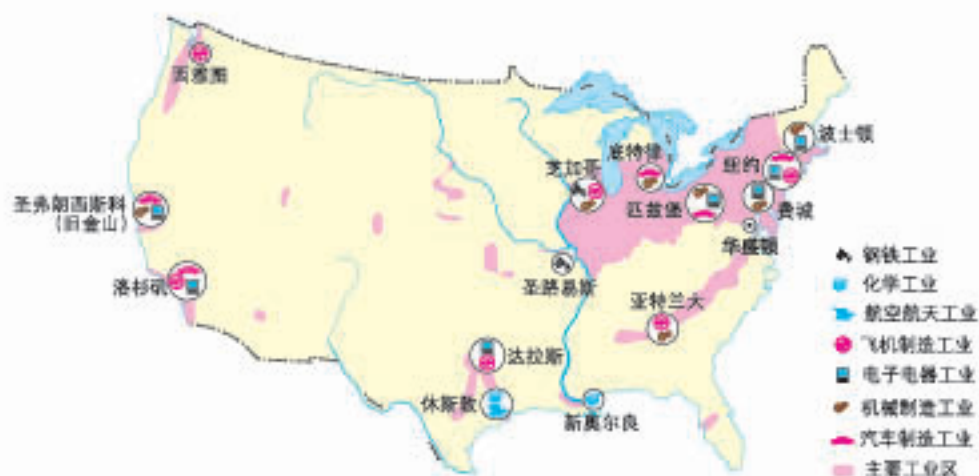 西雅图
波士顿
底特律
纽约
芝加哥
圣弗朗西斯科
(旧金山)
匹兹堡
费城
华盛顿
洛杉矶
圣路易斯
亚特兰大
达拉斯
休斯敦
新奥尔良
钢铁工业
化学工业
航空航天工业
飞机制造工业
电子电器工业
机械制造工业
汽车制造工业
主要工业区